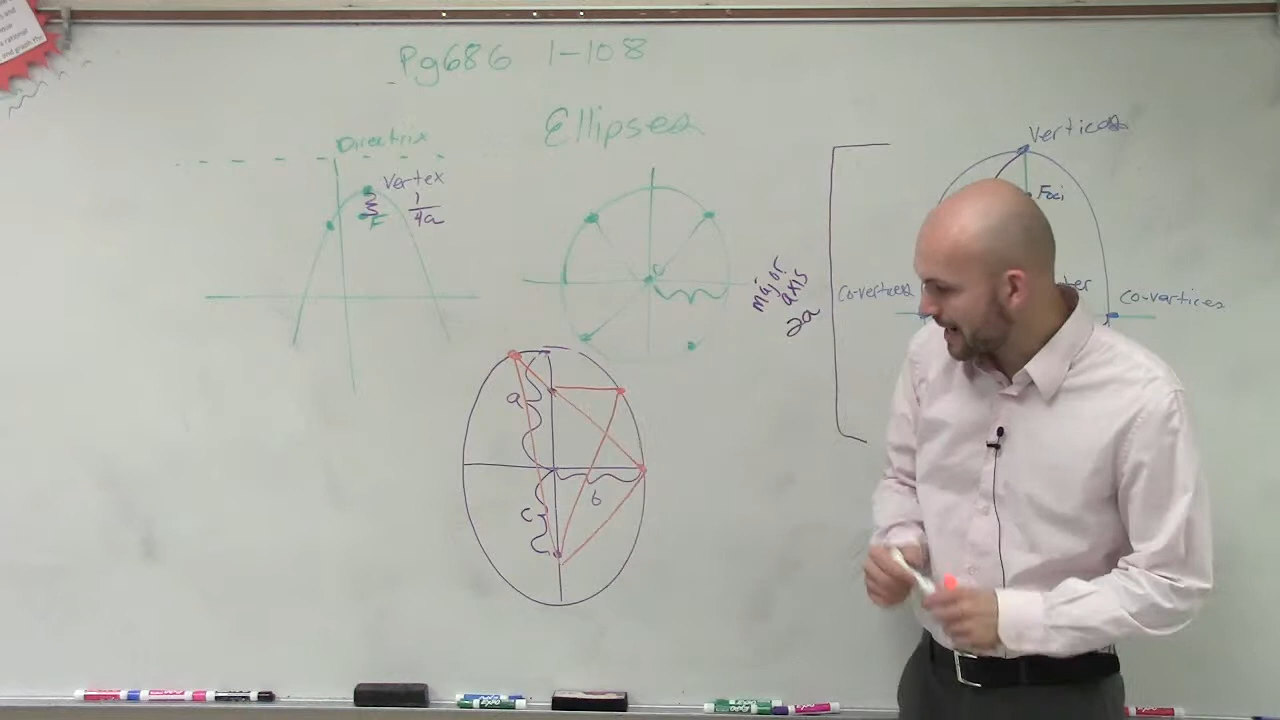 Pg686 1-108
Ellipses
Directrix
Vertex
1
4a
F
C
major
axis
2a
Vertices
Foci
Co-vertices
Co-vertices
a
b
c